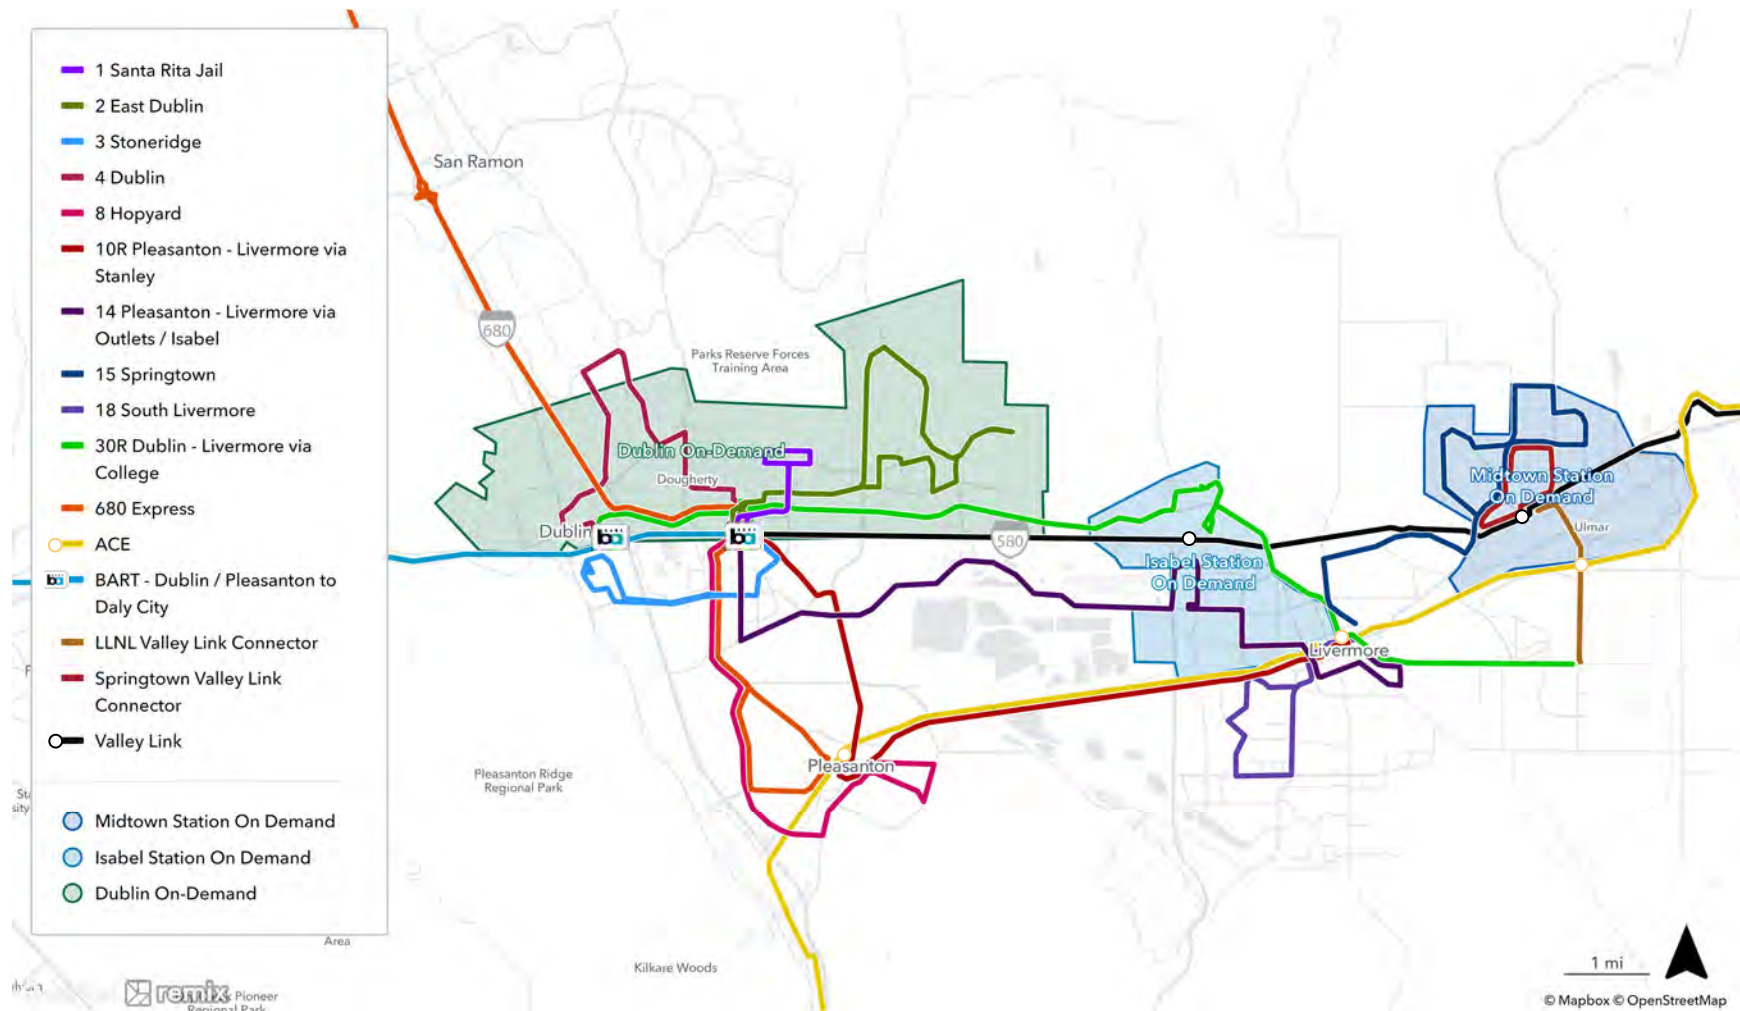 1 Santa Rita Jail
2 East Dublin
3 Stoneridge
4 Dublin
8 Hopyard
10R Pleasanton - Livermore via
Stanley
14 Pleasanton - Livermore via
Outlets / Isabel
15 Springtown
18 South Livermore
30R Dublin - Livermore via
College
680 Express
ACE
BART - Dublin / Pleasanton to
Daly City
LLNL Valley Link Connector
Springtown Valley Link
Connector
Valley Link
Midtown Station On Demand
Isabel Station On Demand
Dublin On-Demand
San Ramon
680
Parks Reserve Forces
Training Area
Dublin On-Demand
Dougherty
Dublin
580
Isabel Station
On Demand
Midtown Station
On Demand
Ulmar
Livermore
Pleasanton
Pleasanton Ridge
Regional Park
Kilkare Woods
Area
remix
Pioneer
Regional Park
1 mi
© Mapbox © OpenStreetMap